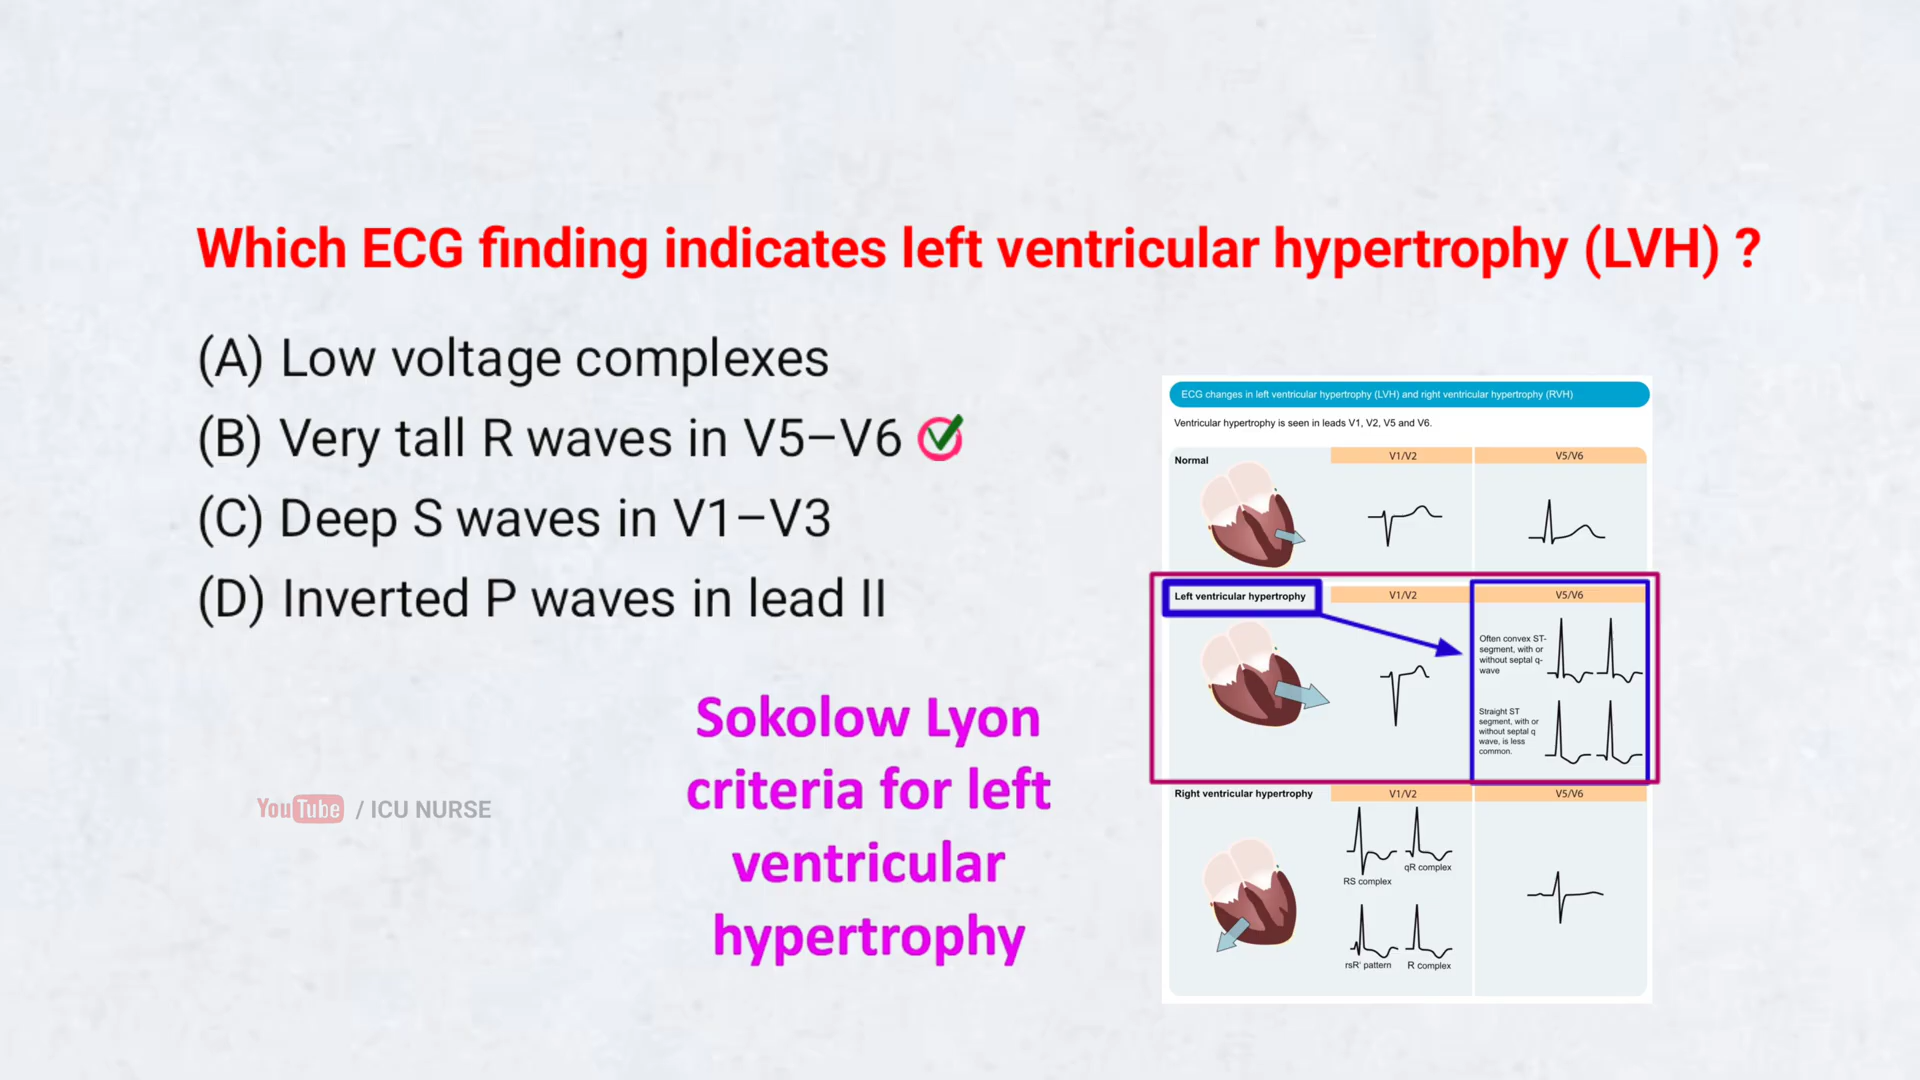 Which ECG finding indicates left ventricular hypertrophy (LVH) ?
(A) Low voltage complexes
(B) Very tall R waves in V5–V6
(C) Deep S waves in V1–V3
(D) Inverted P waves in lead II
Sokolow Lyon
criteria for left
ventricular
hypertrophy
YouTube / ICU NURSE
ECG changes in left ventricular hypertrophy (LVH) and right ventricular hypertrophy (RVH)
Ventricular hypertrophy is seen in leads V1, V2, V5 and V6.
Normal
V1/V2
V5/V6
Left ventricular hypertrophy
V1/V2
V5/V6
Often convex ST-
segment, with or
without septal q-
wave
Straight ST
segment, with or
without septal q
wave, is less
common.
Right ventricular hypertrophy
V1/V2
V5/V6
RS complex
qR complex
rsR' pattern
R complex